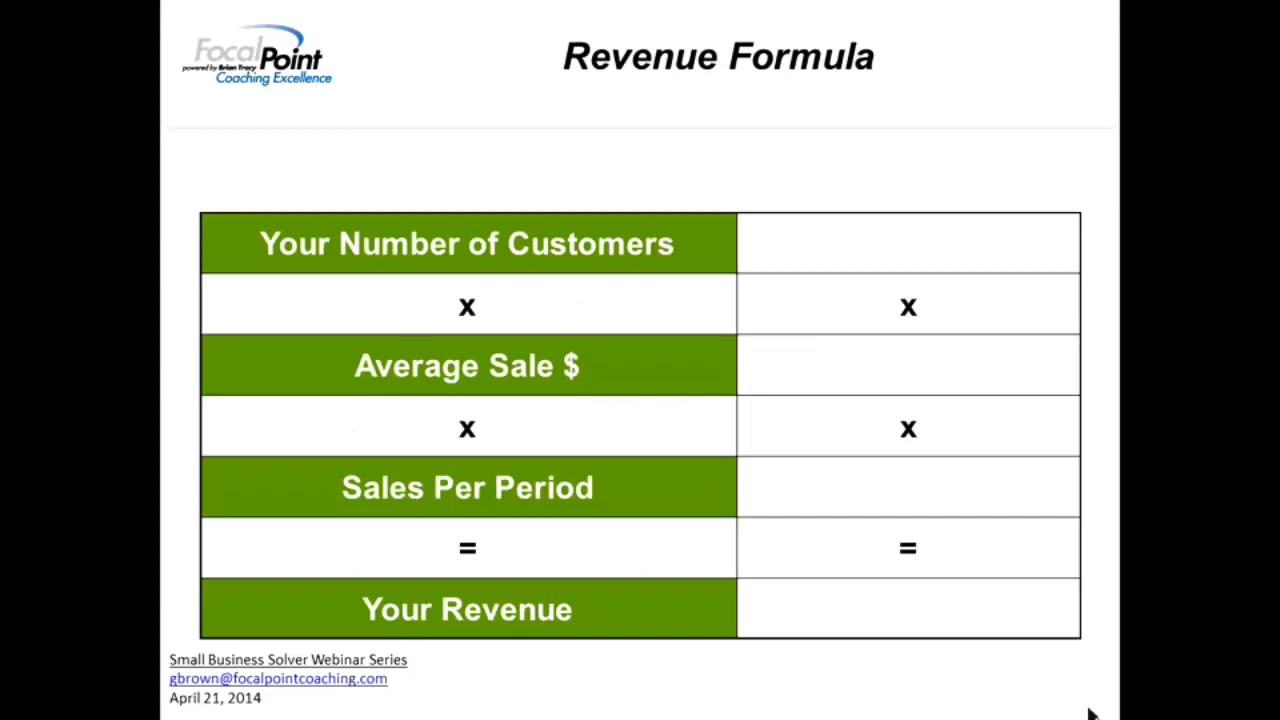 FocalPoint
powered by Brian Tracy
Coaching Excellence
Revenue Formula
Your Number of Customers
x x
Average Sale $
x x
Sales Per Period
= =
Your Revenue
Small Business Solver Webinar Series
gbrown@focalpointcoaching.com
April 21, 2014